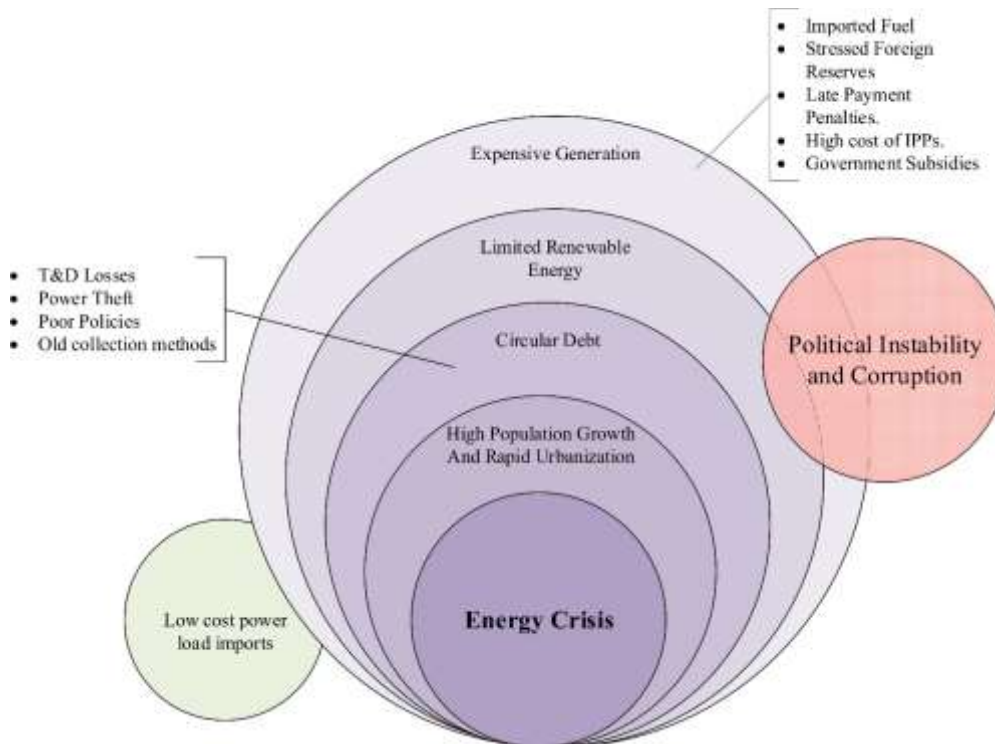 • Imported Fuel
• Stressed Foreign
Reserves
• Late Payment
Penalties.
• High cost of IPPs.
• Government Subsidies
Expensive Generation
Limited Renewable
Energy
• T&D Losses
• Power Theft
• Poor Policies
• Old collection methods
Circular Debt
Political Instability
and Corruption
High Population Growth
And Rapid Urbanization
Energy Crisis
Low cost power
load imports